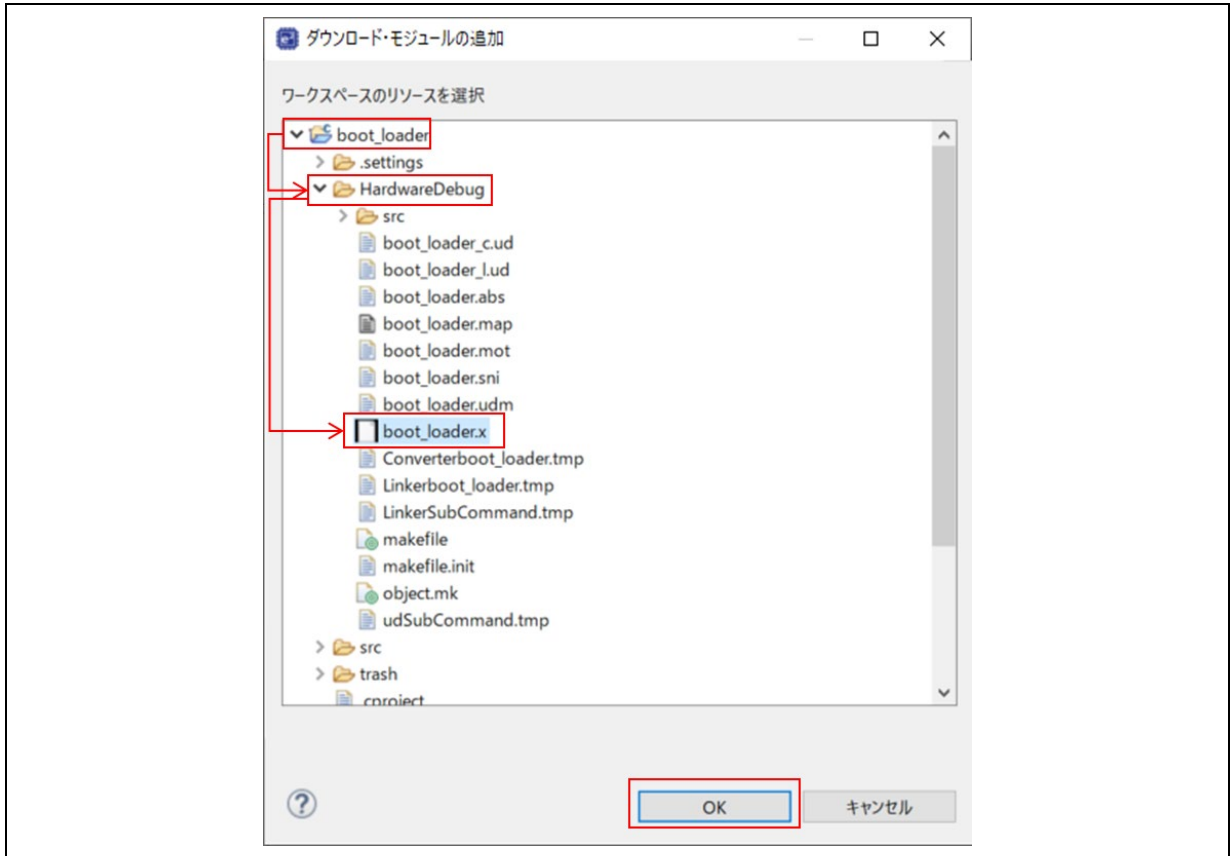 ダウンロード・モジュールの追加
ワークスペースのリソースを選択
boot_loader
.settings
HardwareDebug
src
boot_loader_c.ud
boot_loader_l.ud
boot_loader.abs
boot_loader.map
boot_loader.mot
boot_loader.sni
boot_loader.udm
boot_loader.x
Converterboot_loader.tmp
Linkerboot_loader.tmp
LinkerSubCommand.tmp
makefile
makefile.init
object.mk
udSubCommand.tmp
src
trash
.cproject
OK キャンセル